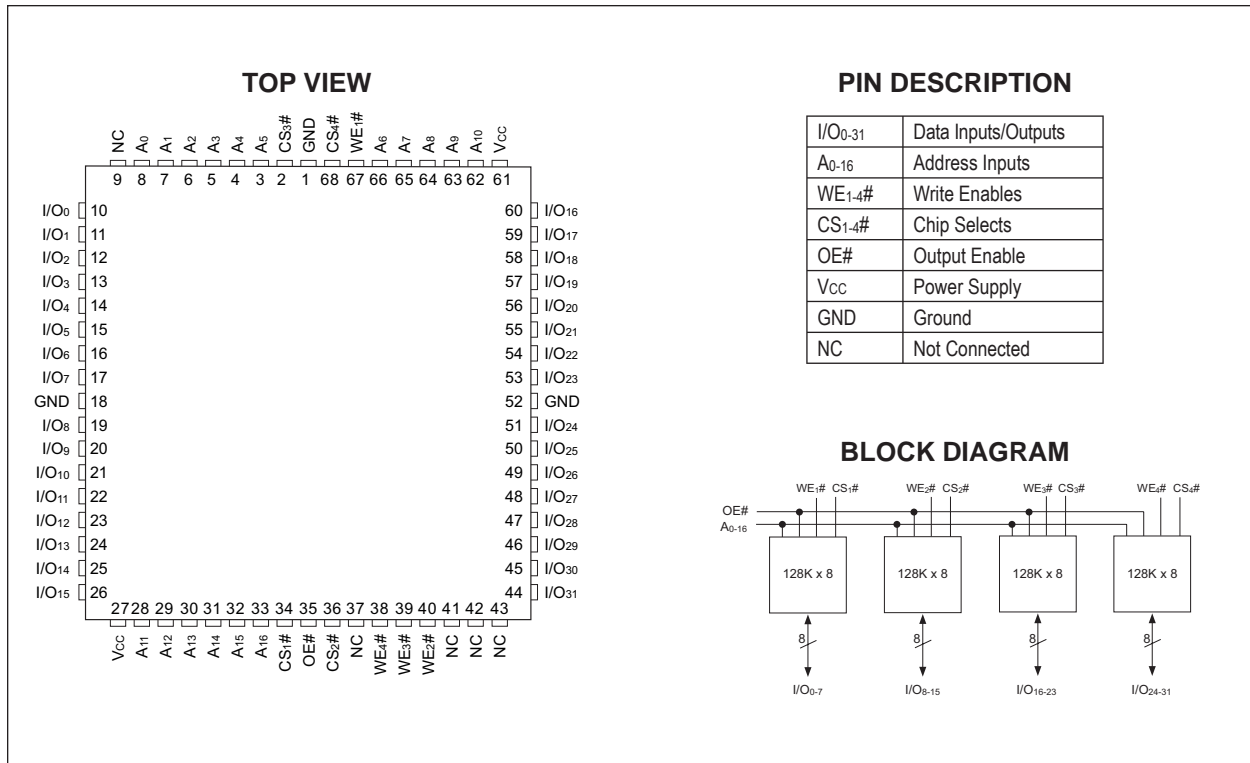 TOP VIEW
NC A0 A1 A2 A3 A4 A5 CS3# GND CS4# WE1# A6 A7 A8 A9 A10 VCC
9 8 7 6 5 4 3 2 1 68 67 66 65 64 63 62 61
I/O0 10 60 I/O16
I/O1 11 59 I/O17
I/O2 12 58 I/O18
I/O3 13 57 I/O19
I/O4 14 56 I/O20
I/O5 15 55 I/O21
I/O6 16 54 I/O22
I/O7 17 53 I/O23
GND 18 52 GND
I/O8 19 51 I/O24
I/O9 20 50 I/O25
I/O10 21 49 I/O26
I/O11 22 48 I/O27
I/O12 23 47 I/O28
I/O13 24 46 I/O29
I/O14 25 45 I/O30
I/O15 26 44 I/O31
27 28 29 30 31 32 33 34 35 36 37 38 39 40 41 42 43
VCC A11 A12 A13 A14 A15 A16 CS1# OE# CS2# NC WE4# WE3# WE2# NC NC NC
PIN DESCRIPTION
I/O0-31 Data Inputs/Outputs
A0-16 Address Inputs
WE1-4# Write Enables
CS1-4# Chip Selects
OE# Output Enable
VCC Power Supply
GND Ground
NC Not Connected
BLOCK DIAGRAM
WE1# CS1# WE2# CS2# WE3# CS3# WE4# CS4#
OE#
A0-16
128K x 8 128K x 8 128K x 8 128K x 8
8 8 8 8
I/O0-7 I/O8-15 I/O16-23 I/O24-31